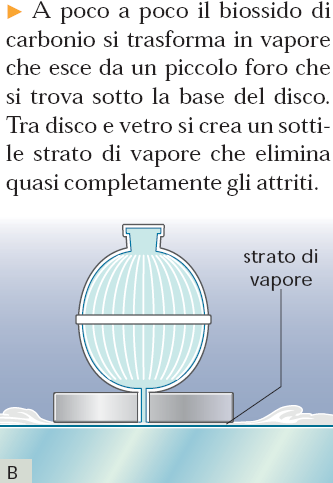 ► A poco a poco il biossido di
carbonio si trasforma in vapore
che esce da un piccolo foro che
si trova sotto la base del disco.
Tra disco e vetro si crea un sotti-
le strato di vapore che elimina
quasi completamente gli attriti.
strato di
vapore
B